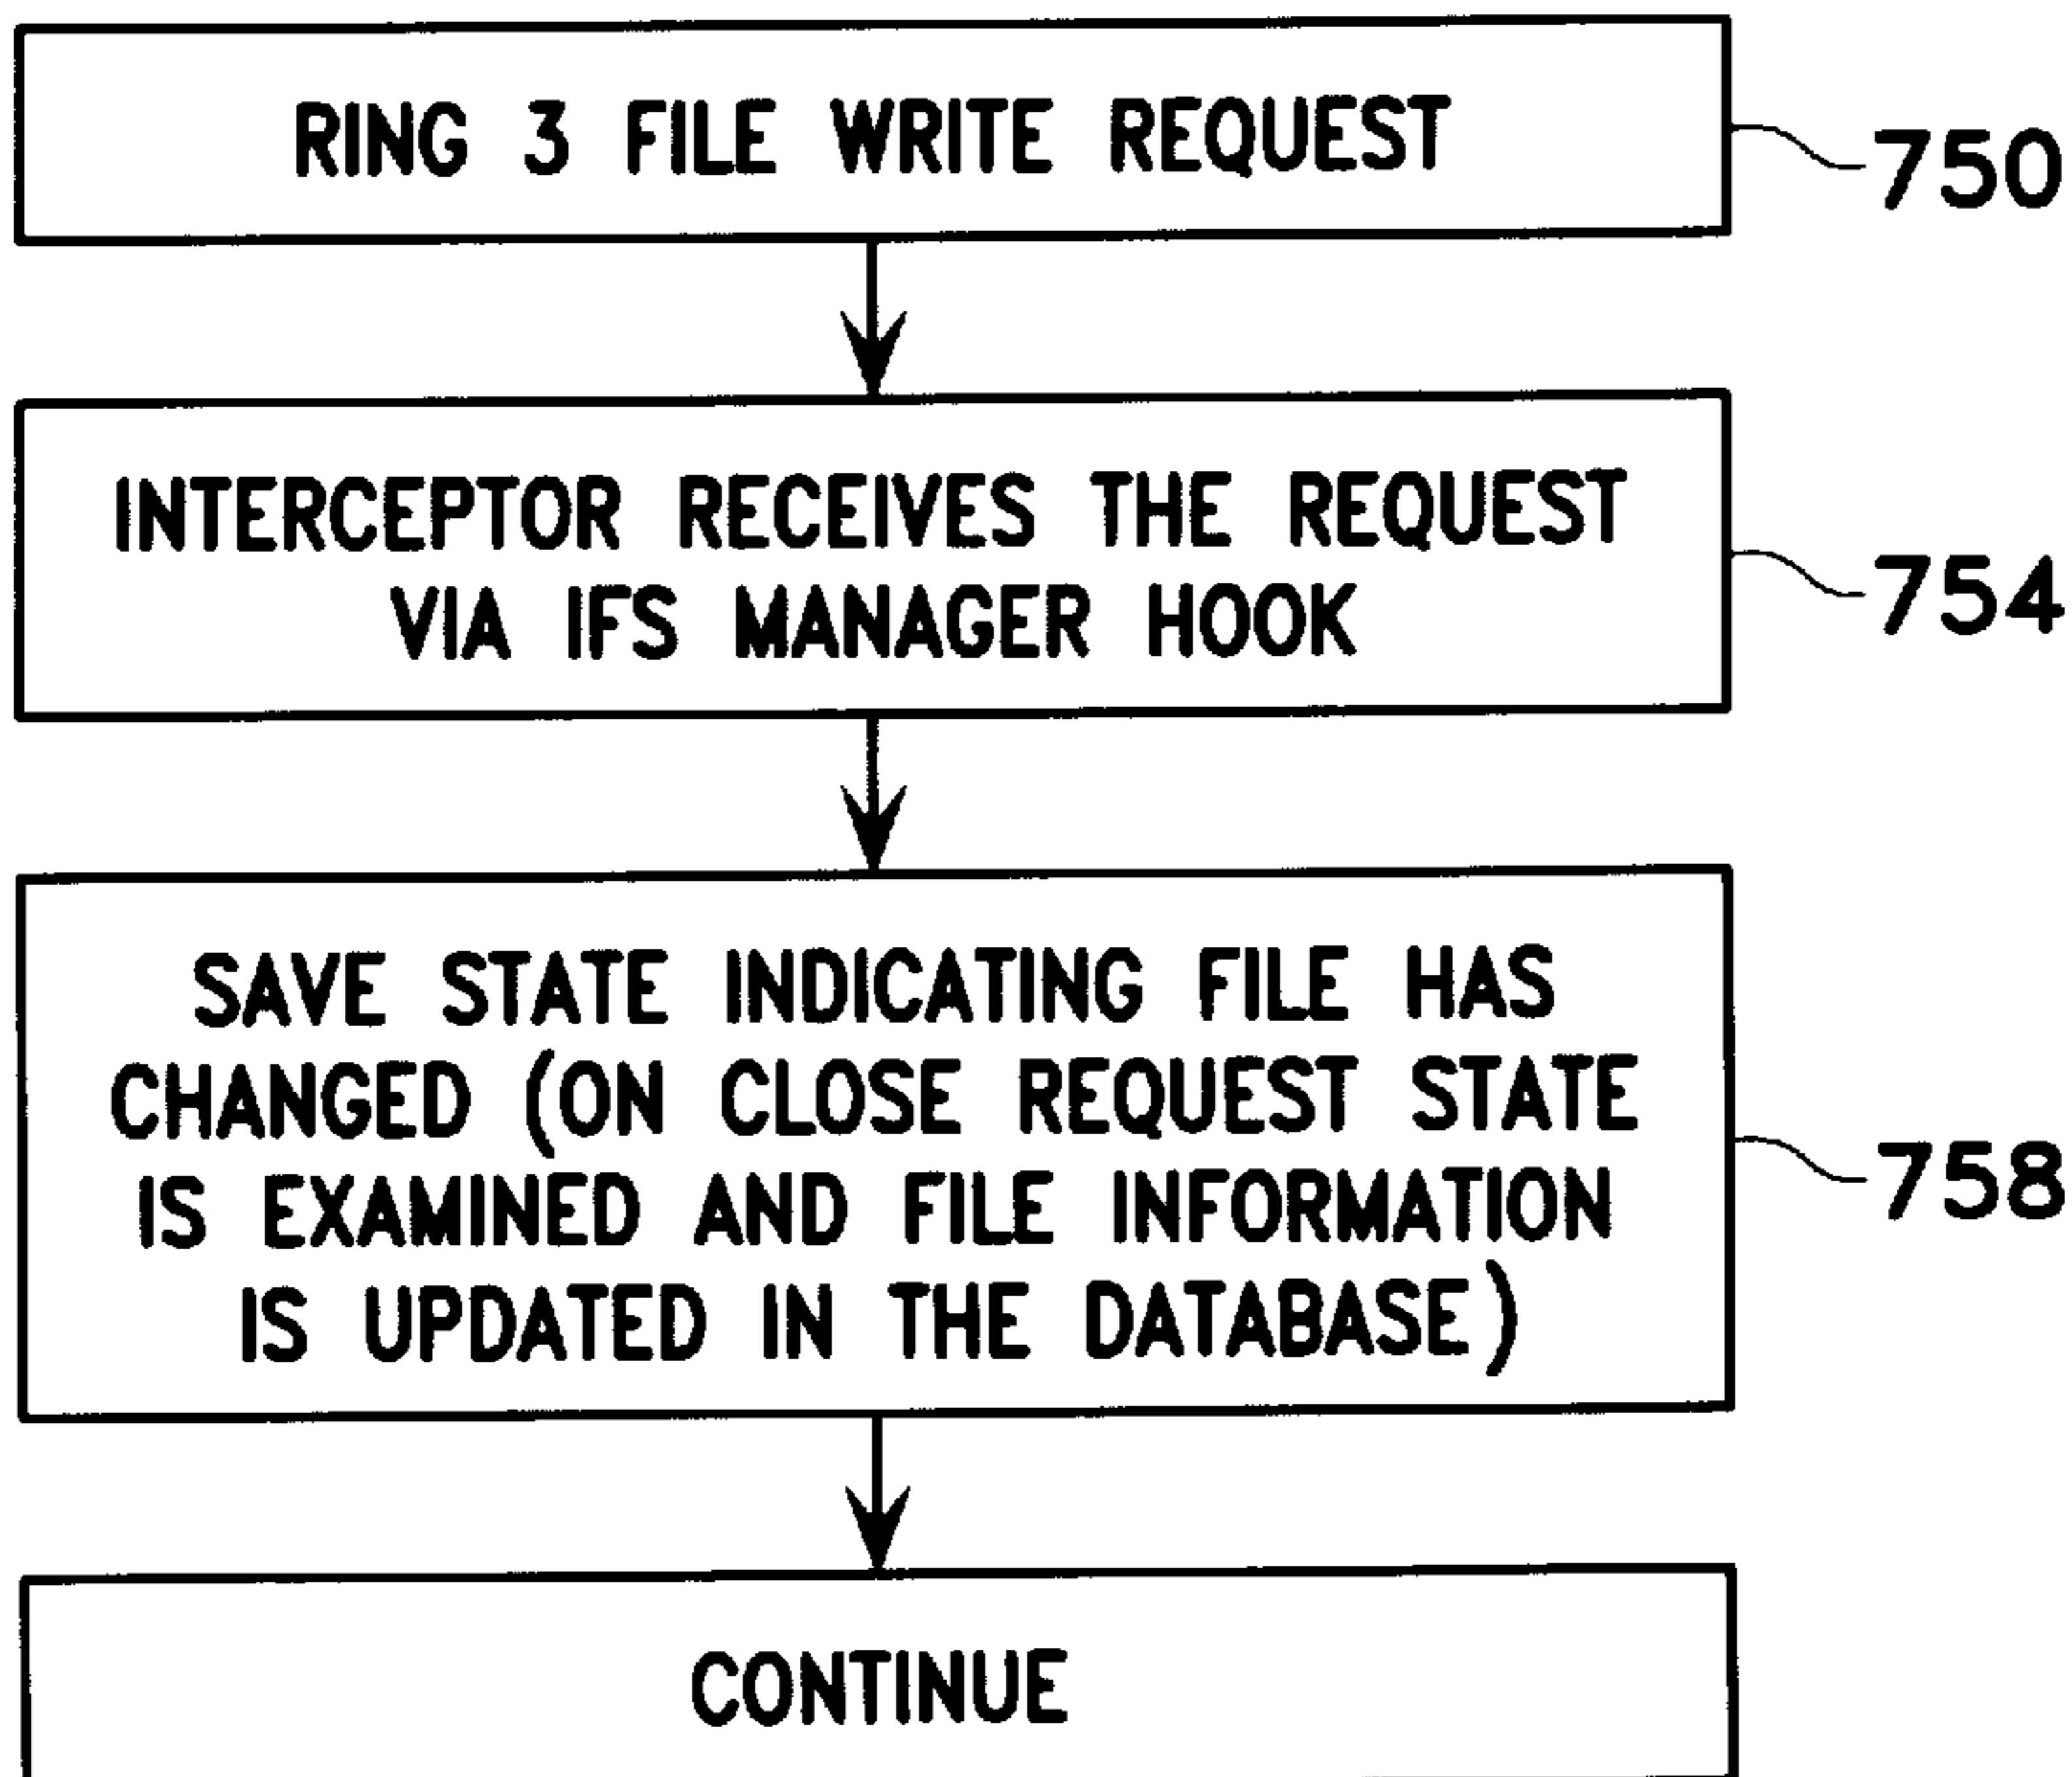 RING 3 FILE WRITE REQUEST
750
INTERCEPTOR RECEIVES THE REQUEST
VIA IFS MANAGER HOOK
754
SAVE STATE INDICATING FILE HAS
CHANGED (ON CLOSE REQUEST STATE
IS EXAMINED AND FILE INFORMATION
IS UPDATED IN THE DATABASE)
758
CONTINUE